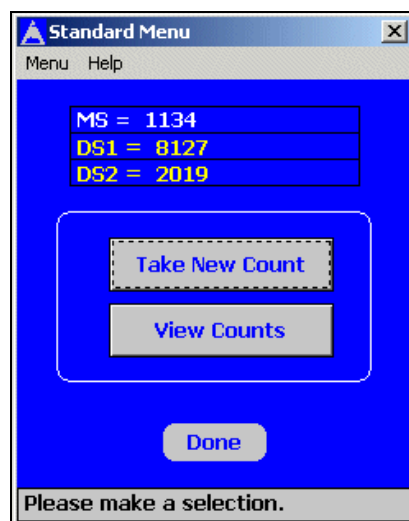 Standard Menu
Menu Help
MS = 1134
DS1 = 8127
DS2 = 2019
Take New Count
View Counts
Done
Please make a selection.